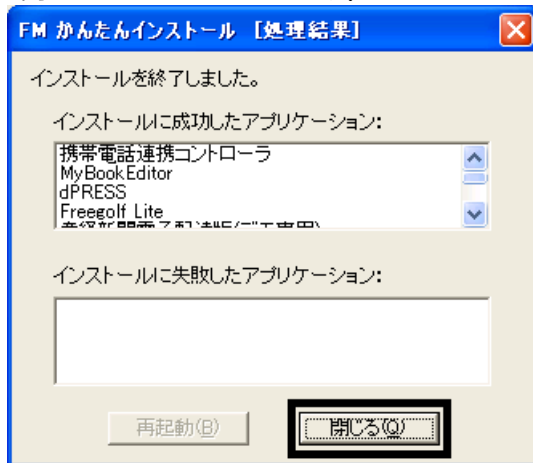 FM かんたんインストール [処理結果]
インストールを終了しました。
インストールに成功したアプリケーション:
携帯電話連携コントローラ
MyBookEditor
dPRESS
Freegolf Lite
インストールに失敗したアプリケーション:
再起動(B)
閉じる(Q)